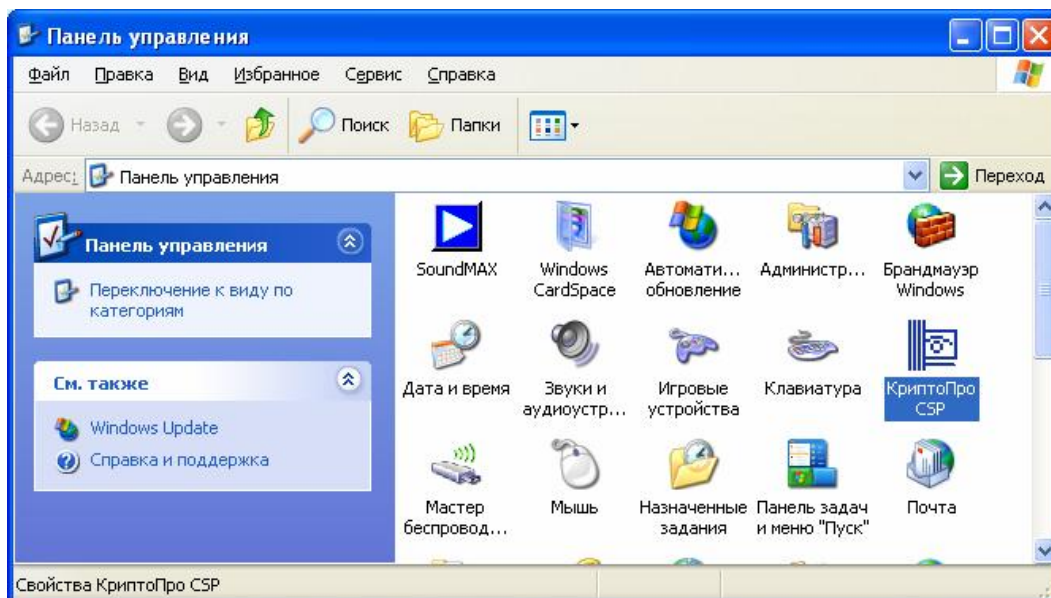 Панель управления
Файл Правка Вид Избранное Сервис Справка
Назад Поиск Папки
Адрес: Панель управления Переход
Панель управления
Переключение к виду по
категориям
См. также
Windows Update
Справка и поддержка
SoundMAX
Windows
CardSpace
Автомати...
обновление
Администр...
Брандмауэр
Windows
Дата и время
Звуки и
аудиоустр...
Игровые
устройства
Клавиатура
КриптоПро
CSP
Мастер
беспровод...
Мышь
Назначенные
задания
Панель задач
и меню "Пуск"
Почта
Свойства КриптоПро CSP